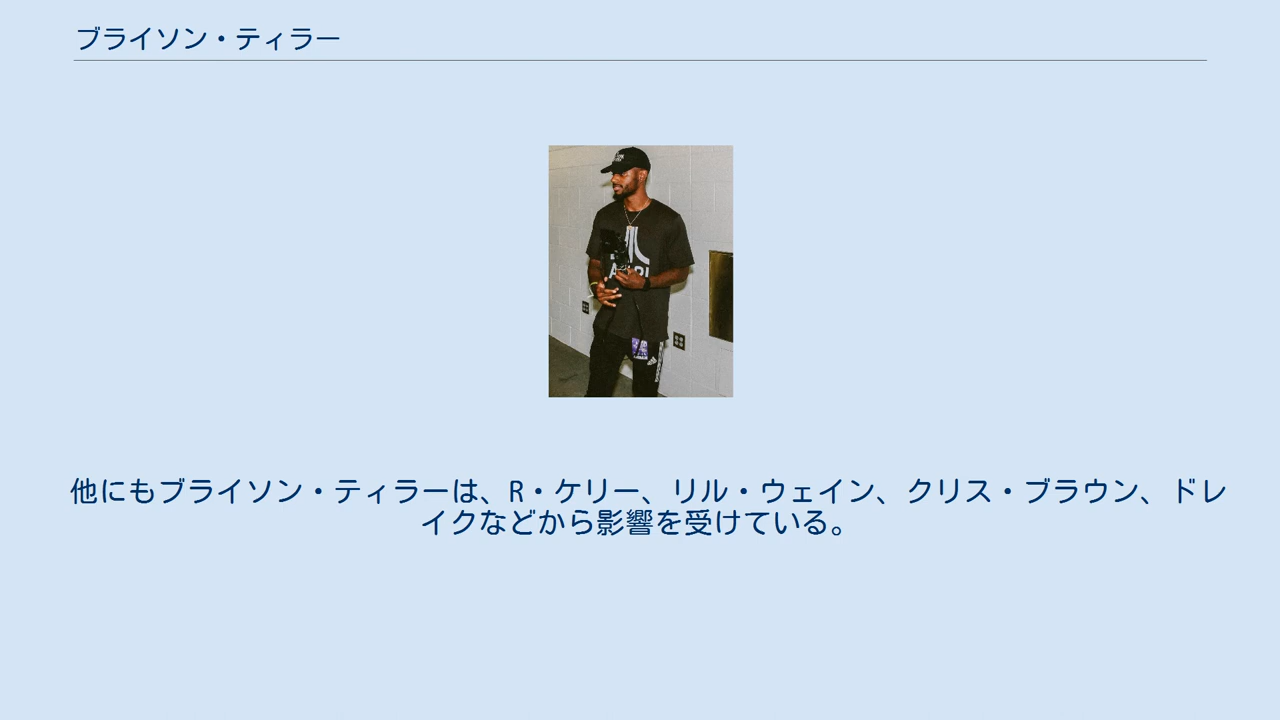 ブライソン・ティラー
ATARI
他にもブライソン・ティラーは、R・ケリー、リル・ウェイン、クリス・ブラウン、ドレ
イクなどから影響を受けている。